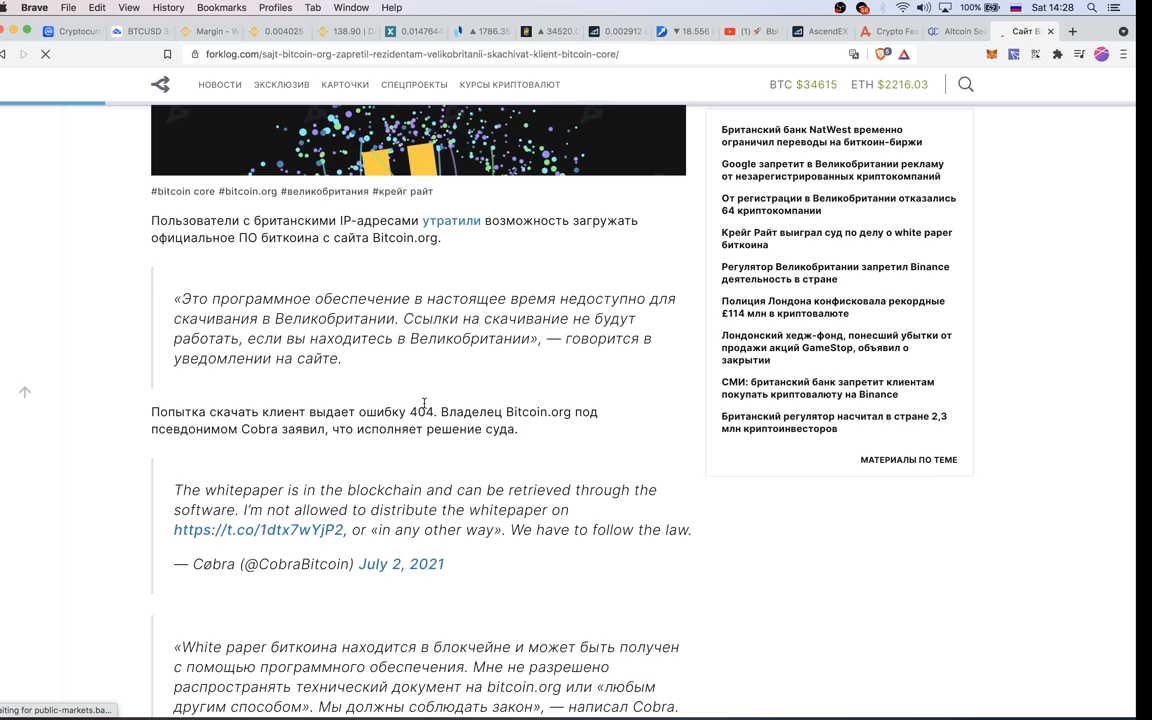 Brave File Edit View History Bookmarks Profiles Tab Window Help 100% Sat 14:28
Cryptocurr BTCUSD 3 Margin – W 0.004025 138.90 | D 0.0147644 1786.35 34520.0 0.002912 18.556 (1) AscendEX Crypto Fea Altcoin Sea Сайт B
forklog.com/sajt-bitcoin-org-zapretil-rezidentam-velikobritanii-skachivat-klient-bitcoin-core/
НОВОСТИ ЭКСКЛЮЗИВ КАРТОЧКИ СПЕЦПРОЕКТЫ КУРСЫ КРИПТОВАЛЮТ BTC $34615 ETH $2216.03
#bitcoin core #bitcoin.org #великобритания #крейг райт
Пользователи с британскими IP-адресами утратили возможность загружать
официальное ПО биткоина с сайта Bitcoin.org.
«Это программное обеспечение в настоящее время недоступно для
скачивания в Великобритании. Ссылки на скачивание не будут
работать, если вы находитесь в Великобритании», — говорится в
уведомлении на сайте.
Попытка скачать клиент выдает ошибку 404. Владелец Bitcoin.org под
псевдонимом Cobra заявил, что исполняет решение суда.
The whitepaper is in the blockchain and can be retrieved through the
software. I'm not allowed to distribute the whitepaper on
https://t.co/1dtx7wYjP2, or «in any other way». We have to follow the law.
— Cøbra (@CobraBitcoin) July 2, 2021
«White paper биткоина находится в блокчейне и может быть получен
с помощью программного обеспечения. Мне не разрешено
распространять технический документ на bitcoin.org или «любым
другим способом». Мы должны соблюдать закон», — написал Cobra.
Британский банк NatWest временно
ограничил переводы на биткоин-биржи
Google запретит в Великобритании рекламу
от незарегистрированных криптокомпаний
От регистрации в Великобритании отказались
64 криптокомпании
Крейг Райт выиграл суд по делу о white paper
биткоина
Регулятор Великобритании запретил Binance
деятельность в стране
Полиция Лондона конфисковала рекордные
£114 млн в криптовалюте
Лондонский хедж-фонд, понесший убытки от
продажи акций GameStop, объявил о
закрытии
СМИ: британский банк запретит клиентам
покупать криптовалюту на Binance
Британский регулятор насчитал в стране 2,3
млн криптоинвесторов
МАТЕРИАЛЫ ПО ТЕМЕ
aiting for public-markets.ba...